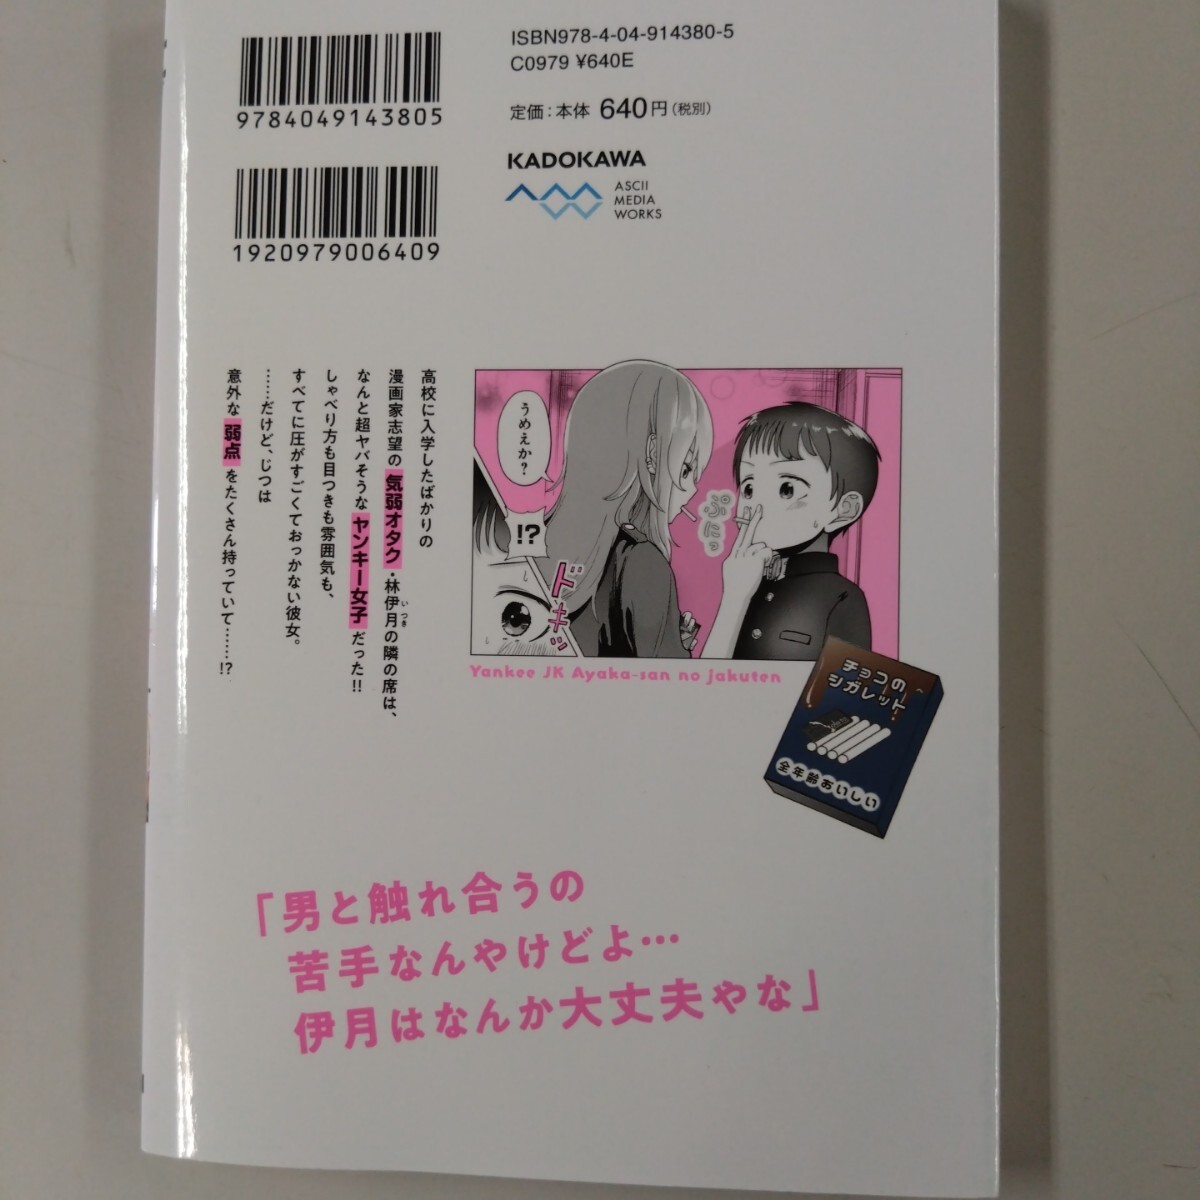 9784049143805
1920979006409
ISBN978-4-04-914380-5
C0979 ¥640E
定価:本体640円(税別)
KADOKAWA
ASCII
MEDIA
WORKS
高校に入学したばかりの
漫画家志望の気弱オタク・林伊月の隣の席は、
いつき
なんと超ヤバそうなヤンキー女子だった!!
しゃべり方も目つきも雰囲気も、
すべてに圧がすごくておっかない彼女。
……だけど、じつは
意外な弱点をたくさん持っていて……!?
うめえか?
!?
ぷにっ
ドキッ
Yankee JK Ayaka-san no Jakuten
チョコの
シガレット
全年齢おいしい
「男と触れ合うの
苦手なんやけどよ…
伊月はなんか大丈夫やな」